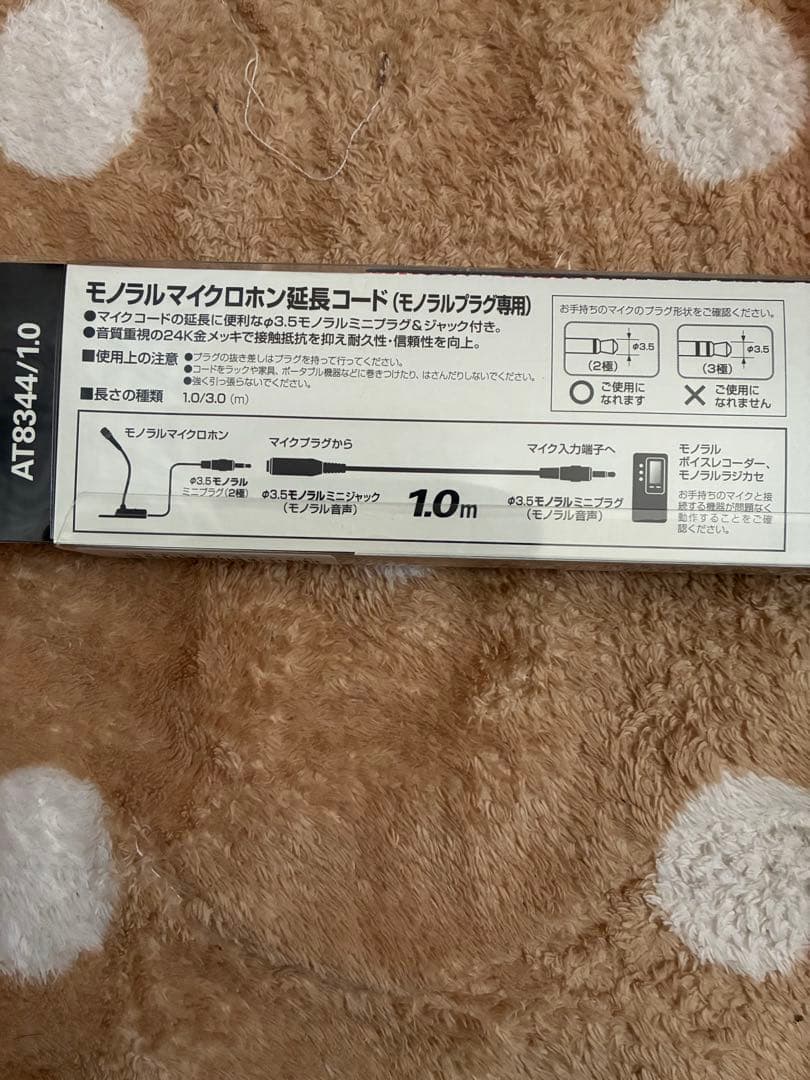 AT8344/1.0
モノラルマイクロホン延長コード(モノラルプラグ専用)
●マイクコードの延長に便利なφ3.5モノラルミニプラグ&ジャック付き。
●音質重視の24K金メッキで接触抵抗を抑え耐久性・信頼性を向上。
■使用上の注意 ●プラグの抜き差しはプラグを持って行ってください。
●コードをラックや家具、ポータブル機器などに巻きつけたり、はさんだりしないでください。
●強く引っ張らないでください。
■長さの種類 1.0/3.0(m)
お手持ちのマイクのプラグ形状をご確認ください。
φ3.5
(2極)
○ ご使用に
なれます
φ3.5
(3極)
× ご使用に
なれません
モノラルマイクロホン
φ3.5モノラル
ミニプラグ(2極)
マイクプラグから
φ3.5モノラルミニジャック
(モノラル音声)
1.0m
マイク入力端子へ
φ3.5モノラルミニプラグ
(モノラル音声)
モノラル
ボイスレコーダー、
モノラルラジカセ
お手持ちのマイクと接
続する機器が問題なく
動作することをご確
認ください。